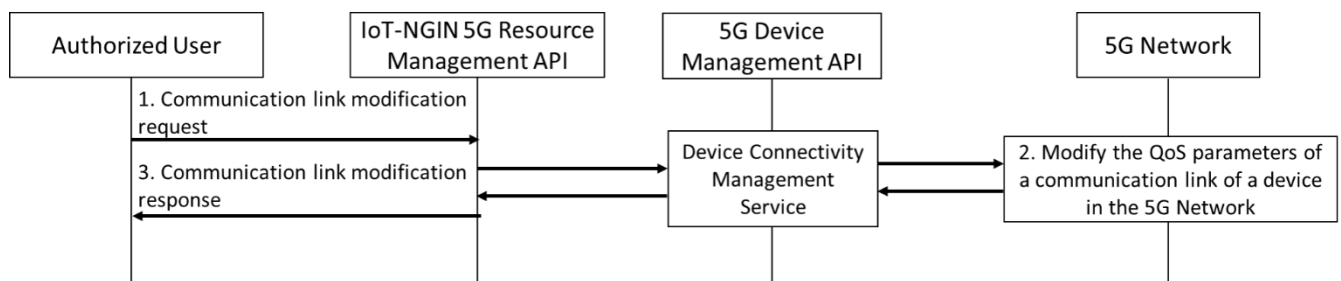 Authorized User
IoT-NGIN 5G Resource
Management API
5G Device
Management API
5G Network
1. Communication link modification
request
3. Communication link modification
response
Device Connectivity
Management
Service
2. Modify the QoS parameters of
a communication link of a device
in the 5G Network